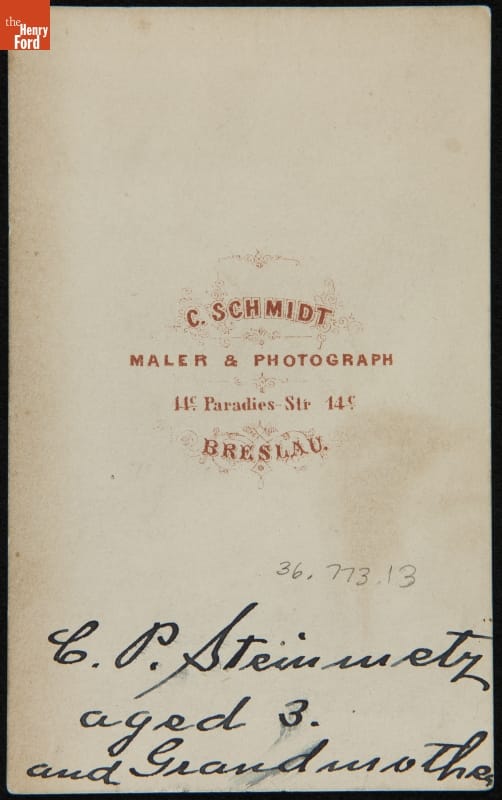 the
Henry
Ford
C. SCHMIDT
MALER & PHOTOGRAPH
14c Paradies-Str 14c
BRESLAU.
36.773.13
C. P. Steinmetz
aged 3.
and Grandmother